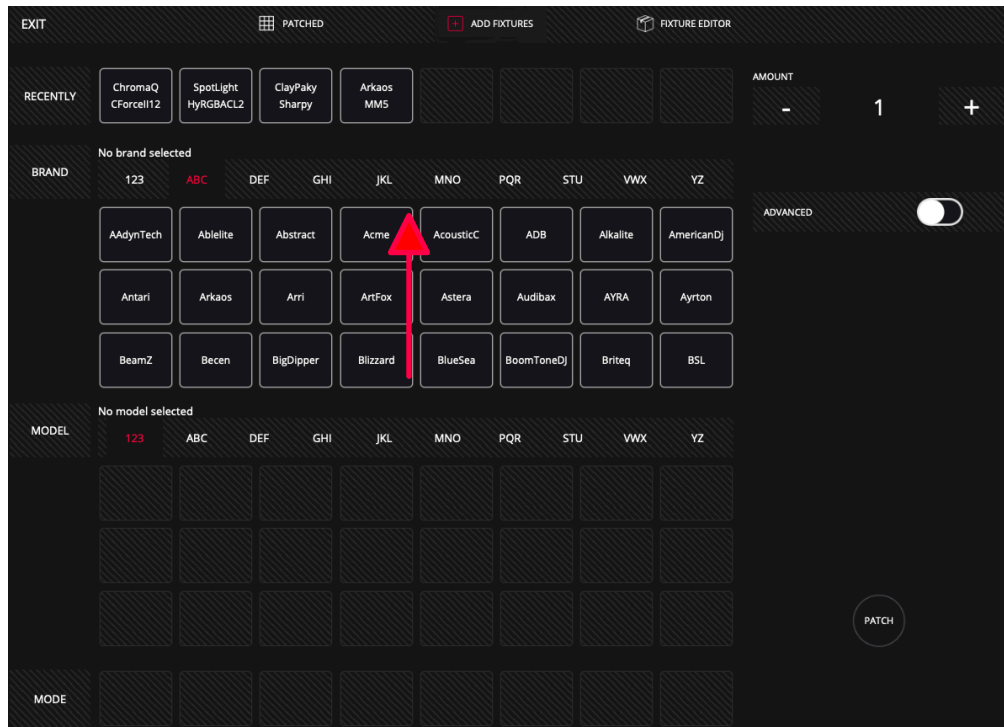 EXIT PATCHED ADD FIXTURES FIXTURE EDITOR
RECENTLY
ChromaQ SpotLight ClayPaky Arkaos
CForceII12 HyRGBACL2 Sharpy MM5
AMOUNT
- 1 +
No brand selected
BRAND
123 ABC DEF GHI JKL MNO PQR STU VWX YZ
ADVANCED
AAdynTech Ablelite Abstract Acme AcousticC ADB Alkalite AmericanDj
Antari Arkaos Arri ArtFox Astera Audibax AYRA Ayrton
BeamZ Becen BigDipper Blizzard BlueSea BoomToneDJ Briteq BSL
No model selected
MODEL
123 ABC DEF GHI JKL MNO PQR STU VWX YZ
PATCH
MODE